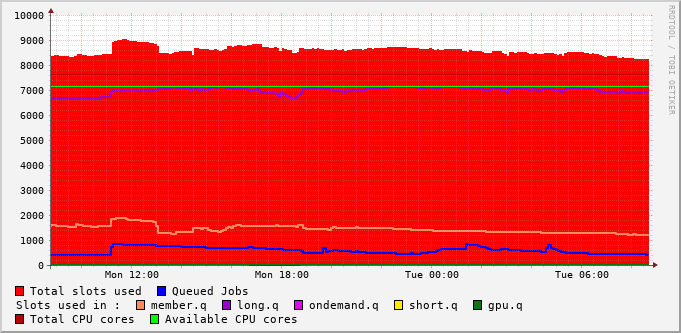 10000
9000
8000
7000
6000
5000
4000
3000
2000
1000
0
Mon 12:00 Mon 18:00 Tue 00:00 Tue 06:00
Total slots used Queued Jobs
Slots used in : member.q long.q ondemand.q short.q gpu.q
Total CPU cores Available CPU cores
RRDTOOL / TOBI OETIKER